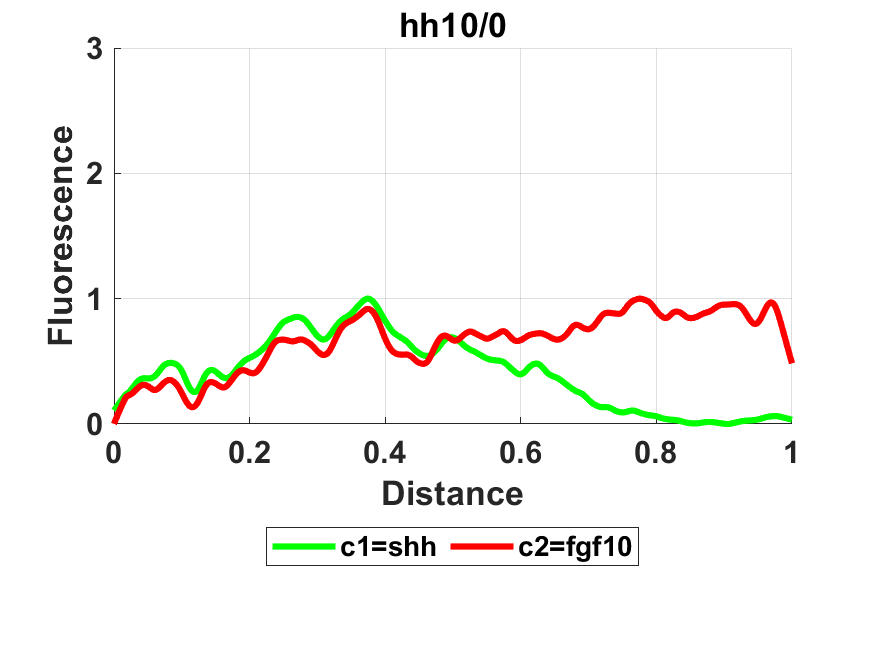 hh10/0
Fluorescence
3
2
1
0
0 0.2 0.4 0.6 0.8 1
Distance
c1=shh c2=fgf10